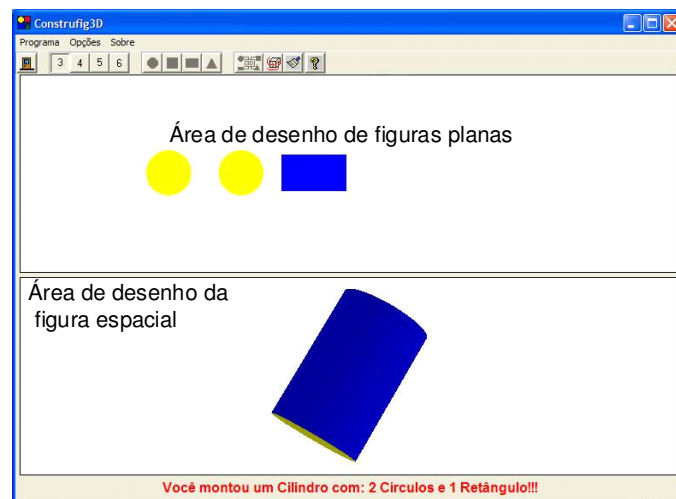 Construfig3D
Programa Opções Sobre
3 4 5 6 3D ?
Área de desenho de figuras planas
Área de desenho da
figura espacial
Você montou um Cilindro com: 2 Círculos e 1 Retângulo!!!